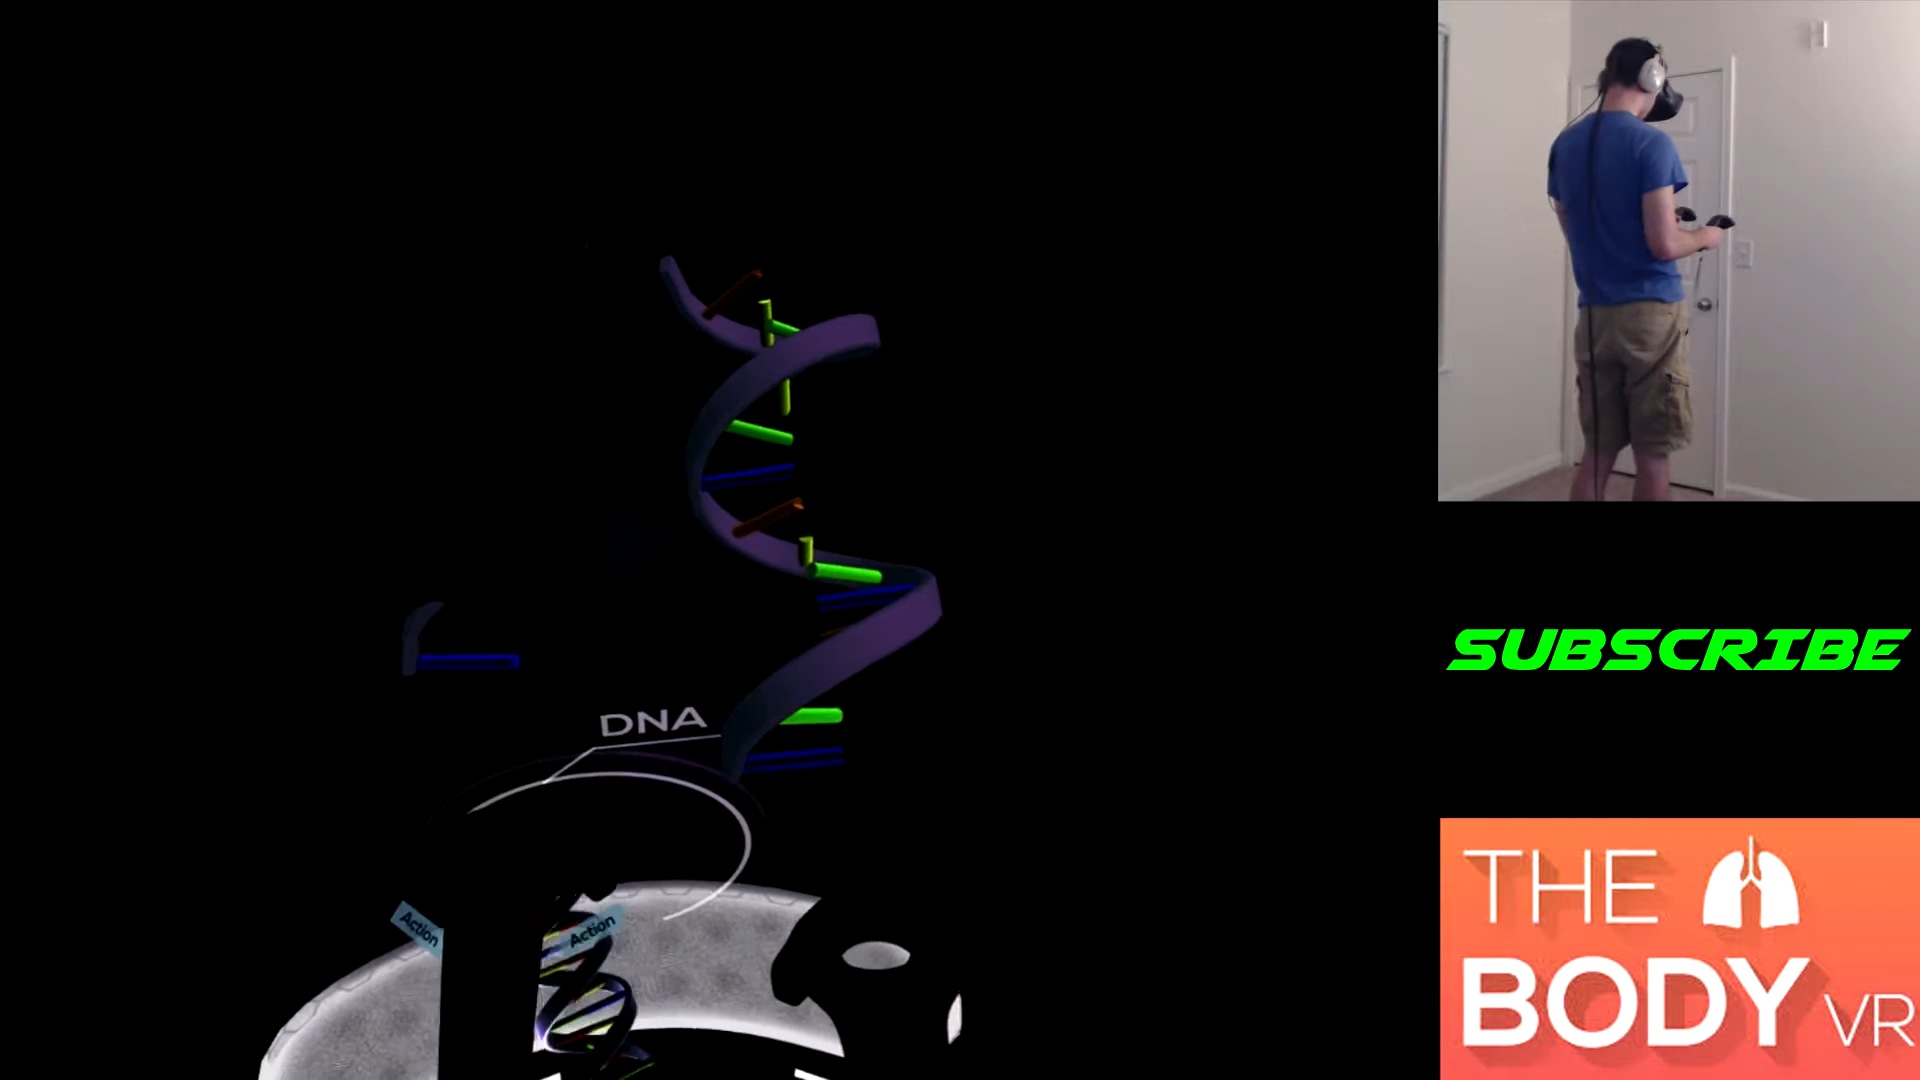 DNA
Action
Action
SUBSCRIBE
THE
BODY VR